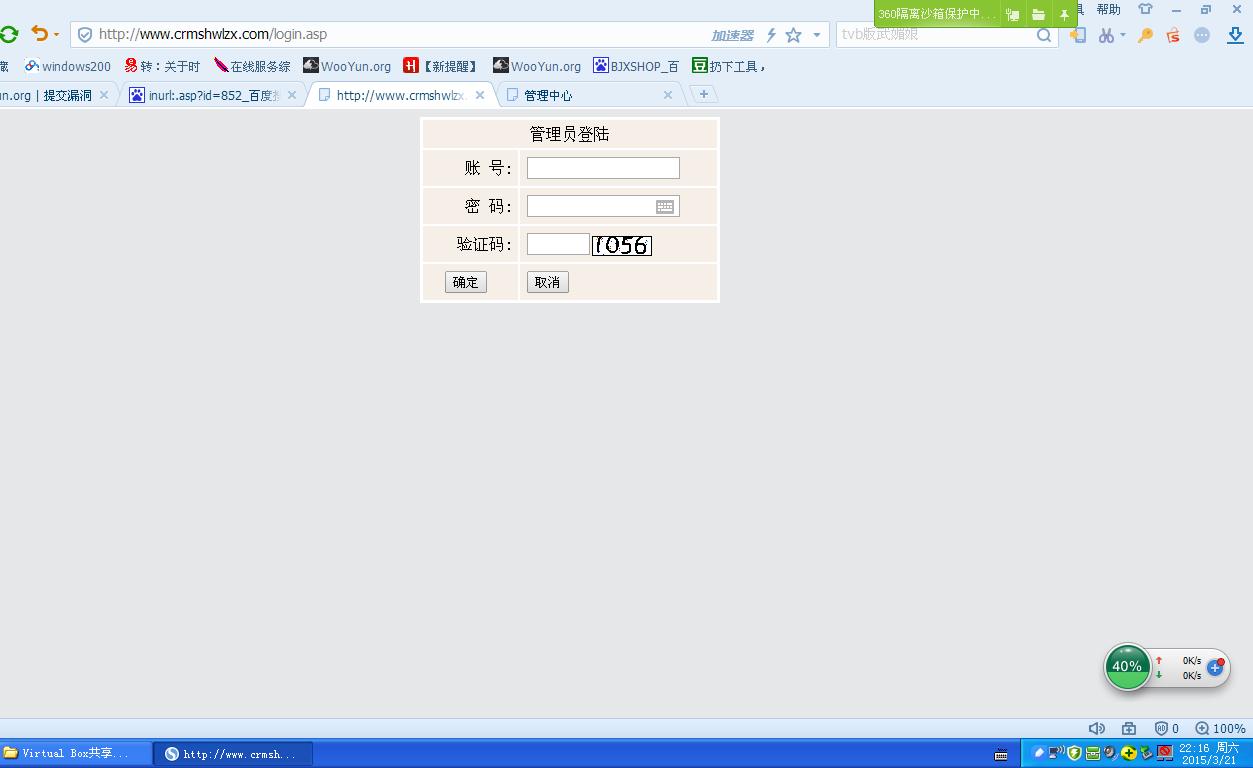 360隔离沙箱保护中...
帮助
http://www.crmshwlzx.com/login.asp
加速器
tvb版武媚娘
windows200
转：关于时
在线服务综
WooYun.org
【新提醒】
WooYun.org
BJXSHOP_百
扔下工具，
un.org | 提交漏洞
inurl:.asp?id=852_百度搜
http://www.crmshwlzx.
管理中心
管理员登陆
账 号:
密 码:
验证码:
1056
确定
取消
40%
0K/s
0K/s
0
100%
Virtual Box共享...
http://www.crmsh...
22:16 周六
2015/3/21